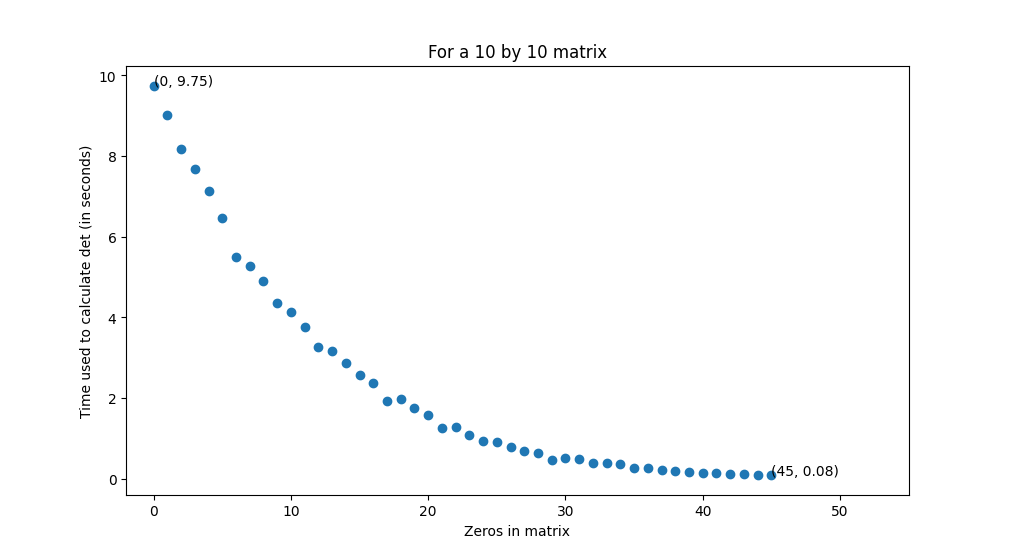 For a 10 by 10 matrix
10
8
6
4
2
0
Time used to calculate det (in seconds)
(0, 9.75)
(45, 0.08)
0 10 20 30 40 50
Zeros in matrix